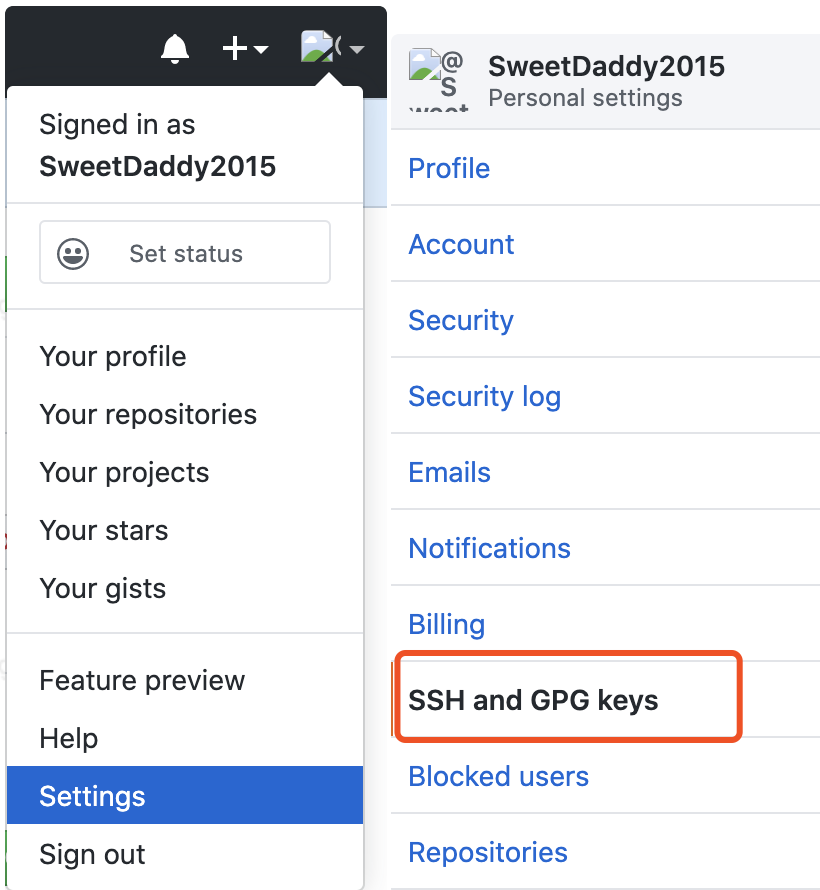 Signed in as
SweetDaddy2015
Set status
Your profile
Your repositories
Your projects
Your stars
Your gists
Feature preview
Help
Settings
Sign out
@
S
weet
SweetDaddy2015
Personal settings
Profile
Account
Security
Security log
Emails
Notifications
Billing
SSH and GPG keys
Blocked users
Repositories